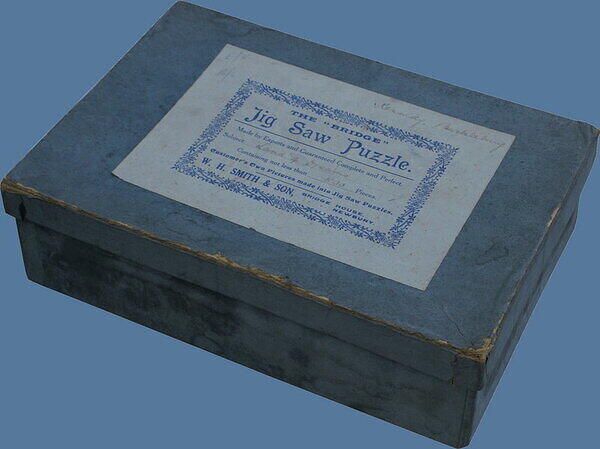 THE "BRIDGE"
Jig Saw Puzzle.
Made by Experts and Guaranteed Complete and Perfect.
Subject
Containing not less than Pieces
Customer's Own Pictures made into Jig Saw Puzzles.
W. H. SMITH & SON,
BRIDGE HOUSE,
NEWBURY